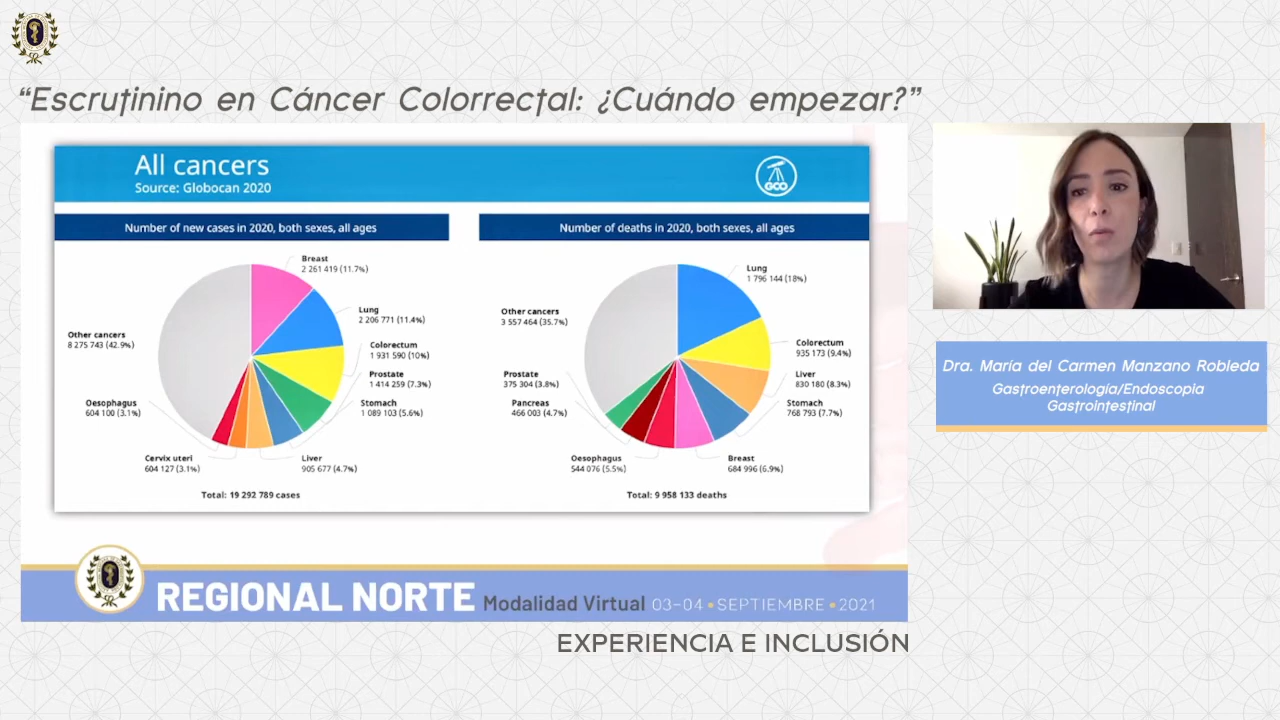 “Escrutinino en Cáncer Colorrectal: ¿Cuándo empezar?”
All cancers
Source: Globocan 2020
GCO
Number of new cases in 2020, both sexes, all ages
Breast
2 261 419 (11.7%)
Lung
2 206 771 (11.4%)
Colorectum
1 931 590 (10%)
Prostate
1 414 259 (7.3%)
Stomach
1 089 103 (5.6%)
Liver
905 677 (4.7%)
Cervix uteri
604 127 (3.1%)
Oesophagus
604 100 (3.1%)
Other cancers
8 275 743 (42.9%)
Total: 19 292 789 cases
Number of deaths in 2020, both sexes, all ages
Lung
1 796 144 (18%)
Colorectum
935 173 (9.4%)
Liver
830 180 (8.3%)
Stomach
768 793 (7.7%)
Breast
684 996 (6.9%)
Oesophagus
544 076 (5.5%)
Pancreas
466 003 (4.7%)
Prostate
375 304 (3.8%)
Other cancers
3 557 464 (35.7%)
Total: 9 958 133 deaths
Dra. María del Carmen Manzano Robleda
Gastroenterología/Endoscopia
Gastrointestinal
REGIONAL NORTE Modalidad Virtual 03-04 • SEPTIEMBRE • 2021
EXPERIENCIA E INCLUSIÓN